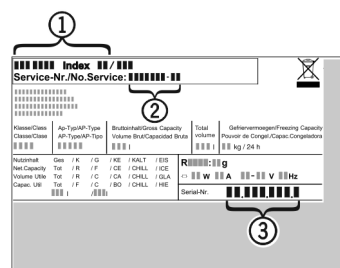 1
Index /
Service-Nr./No.Service: -
2
Klasse/Class Ap-Typ/AP-Type Bruttoinhalt/Gross Capacity Total Gefriervermoegen/Freezing Capacity
Classe/Clase AP-Type/AP-Tipo Volume Brut/Capacidad Bruta volume Pouvoir de Congel./Capac.Congeladora
l l kg / 24 h
Nutzinhalt Ges / K / G / KE / KALT / EIS R : g
Net.Capacity Tot / R / F / CE / CHILL / ICE
Volume Utile Tot / R / C / CA / CHILL / GLA W A - V Hz
Capac. Util Tot / F / C / BO / CHILL / HIE
l / l Serial-Nr. . .
3